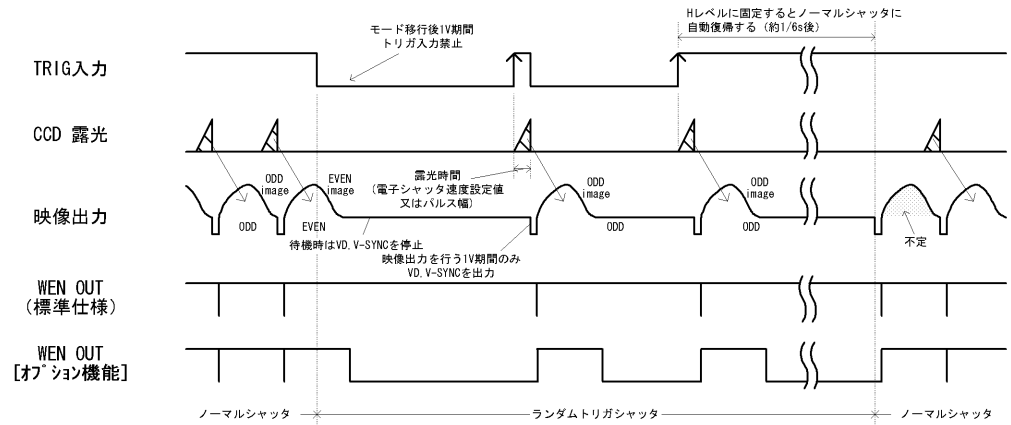 Hレベルに固定するとノーマルシャッタに
自動復帰する（約1/6s後）
モード移行後1V期間
トリガ入力禁止
TRIG入力
CCD 露光
露光時間
（電子シャッタ速度設定値
又はパルス幅）
ODD
image
EVEN
image
ODD
image
ODD
image
映像出力
ODD
EVEN
ODD
ODD
不定
待機時はVD,V-SYNCを停止
映像出力を行う1V期間のみ
VD,V-SYNCを出力
WEN OUT
（標準仕様）
WEN OUT
[ｵﾌﾟション機能]
ノーマルシャッタ
ランダムトリガシャッタ
ノーマルシャッタ